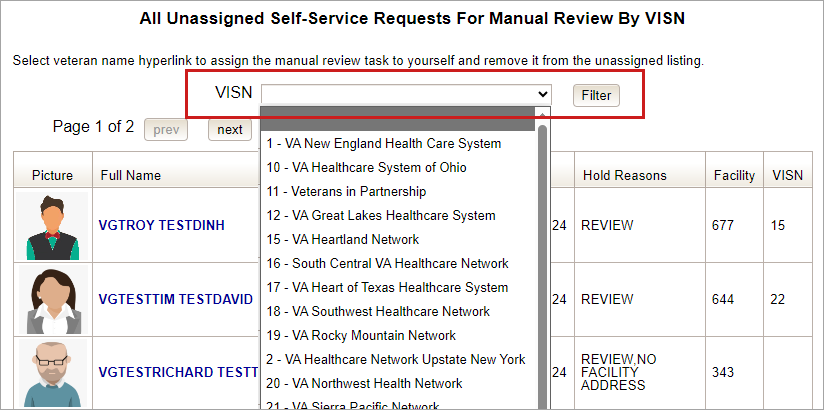 All Unassigned Self-Service Requests For Manual Review By VISN
Select veteran name hyperlink to assign the manual review task to yourself and remove it from the unassigned listing.
VISN Filter
Page 1 of 2 prev next
1 - VA New England Health Care System
10 - VA Healthcare System of Ohio
11 - Veterans in Partnership
12 - VA Great Lakes Healthcare System
15 - VA Heartland Network
16 - South Central VA Healthcare Network
17 - VA Heart of Texas Healthcare System
18 - VA Southwest Healthcare Network
19 - VA Rocky Mountain Network
2 - VA Healthcare Network Upstate New York
20 - VA Northwest Health Network
21 - VA Sierra Pacific Network
Picture Full Name Hold Reasons Facility VISN
VGTROY TESTDINH 24 REVIEW 677 15
VGTESTTIM TESTDAVID 24 REVIEW 644 22
VGTESTRICHARD TESTT 24 REVIEW,NO 343
FACILITY
ADDRESS